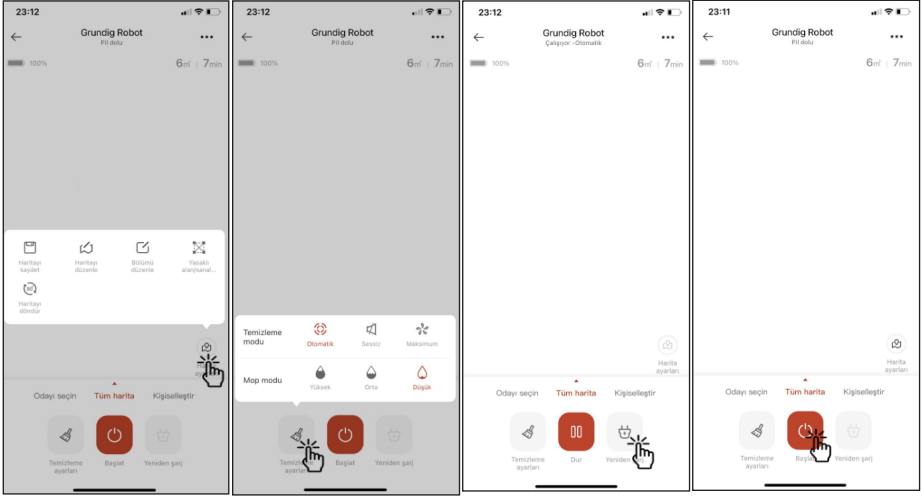 23:12
Grundig Robot
Pil dolu
100%
6㎡ | 7min
Haritayı kaydet
Haritayı düzenle
Bölümü düzenle
Yasaklı alan/sanal...
Haritayı döndür
Odayı seçin
Tüm harita
Kişiselleştir
Temizleme ayarları
Başlat
Yeniden şarj
23:12
Grundig Robot
Pil dolu
100%
6㎡ | 7min
Temizleme modu
Otomatik
Sessiz
Maksimum
Mop modu
Yüksek
Orta
Düşük
Temizleme ayarları
Başlat
Yeniden şarj
23:12
Grundig Robot
Çalışıyor -Otomatik
100%
6㎡ | 7min
Harita ayarları
Odayı seçin
Tüm harita
Kişiselleştir
Temizleme ayarları
Dur
Yeniden şarj
23:11
Grundig Robot
Pil dolu
100%
6㎡ | 7min
Harita ayarları
Odayı seçin
Tüm harita
Kişiselleştir
Temizleme ayarları
Başlat
Yeniden şarj